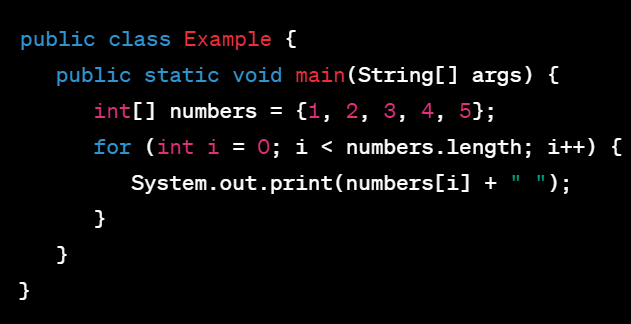 public class Example {
public static void main(String[] args) {
int[] numbers = {1, 2, 3, 4, 5};
for (int i = 0; i < numbers.length; i++) {
System.out.print(numbers[i] + " ");
}
}
}